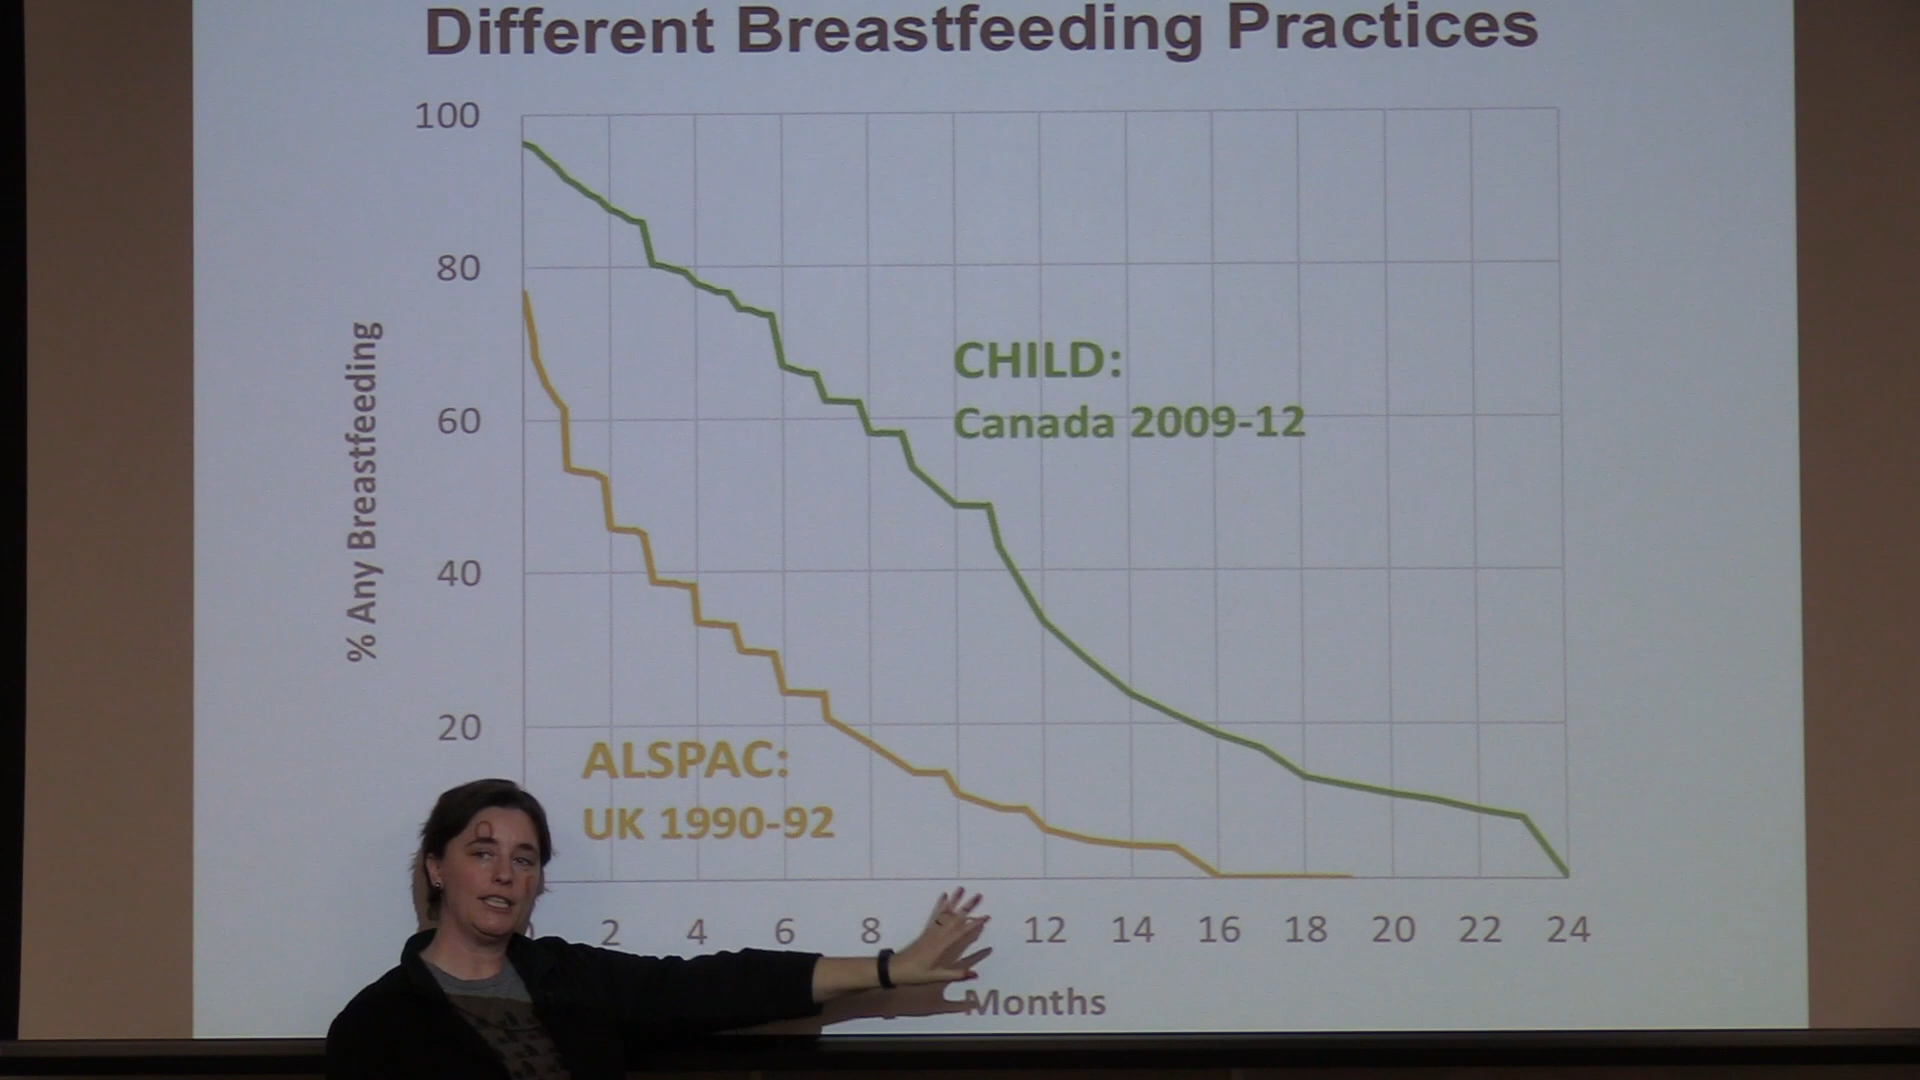 Different Breastfeeding Practices
100
80
60
40
20
% Any Breastfeeding
CHILD:
Canada 2009-12
ALSPAC:
UK 1990-92
2 4 6 8 12 14 16 18 20 22 24
Months